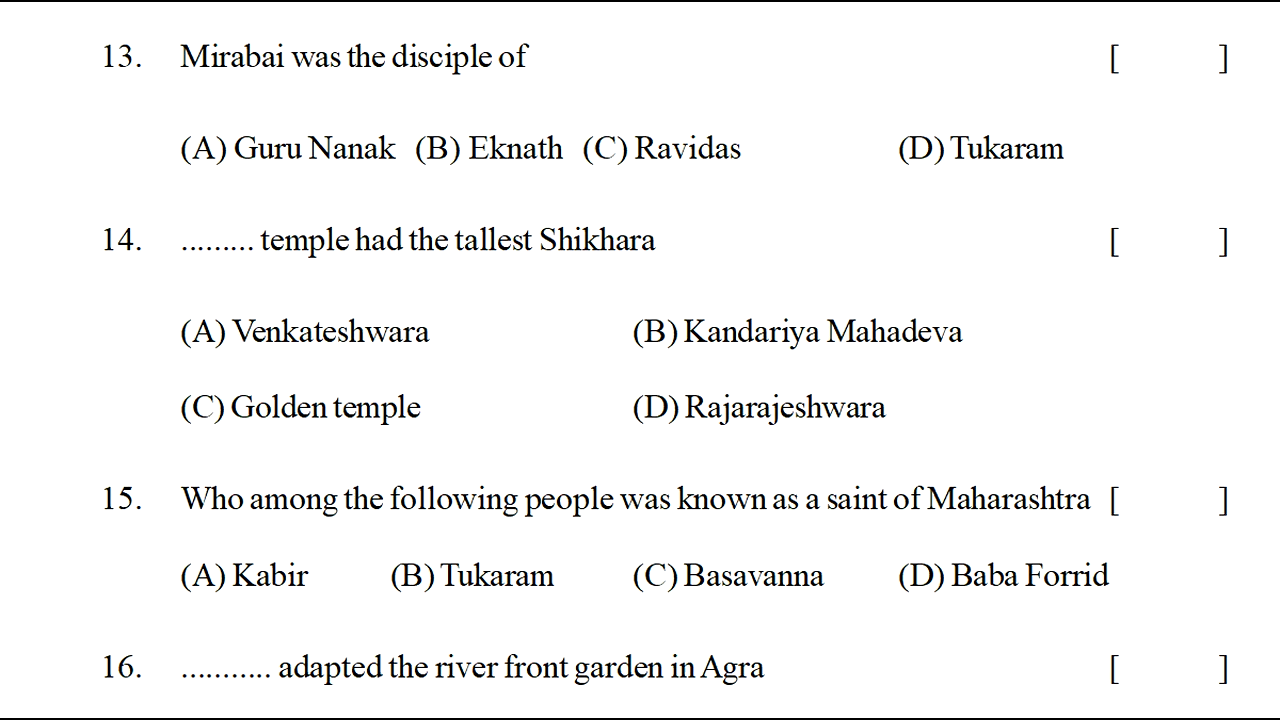 13. Mirabai was the disciple of [ ]
(A) Guru Nanak (B) Eknath (C) Ravidas (D) Tukaram
14. ......... temple had the tallest Shikhara [ ]
(A) Venkateshwara (B) Kandariya Mahadeva
(C) Golden temple (D) Rajarajeshwara
15. Who among the following people was known as a saint of Maharashtra [ ]
(A) Kabir (B) Tukaram (C) Basavanna (D) Baba Forrid
16. ........... adapted the river front garden in Agra [ ]